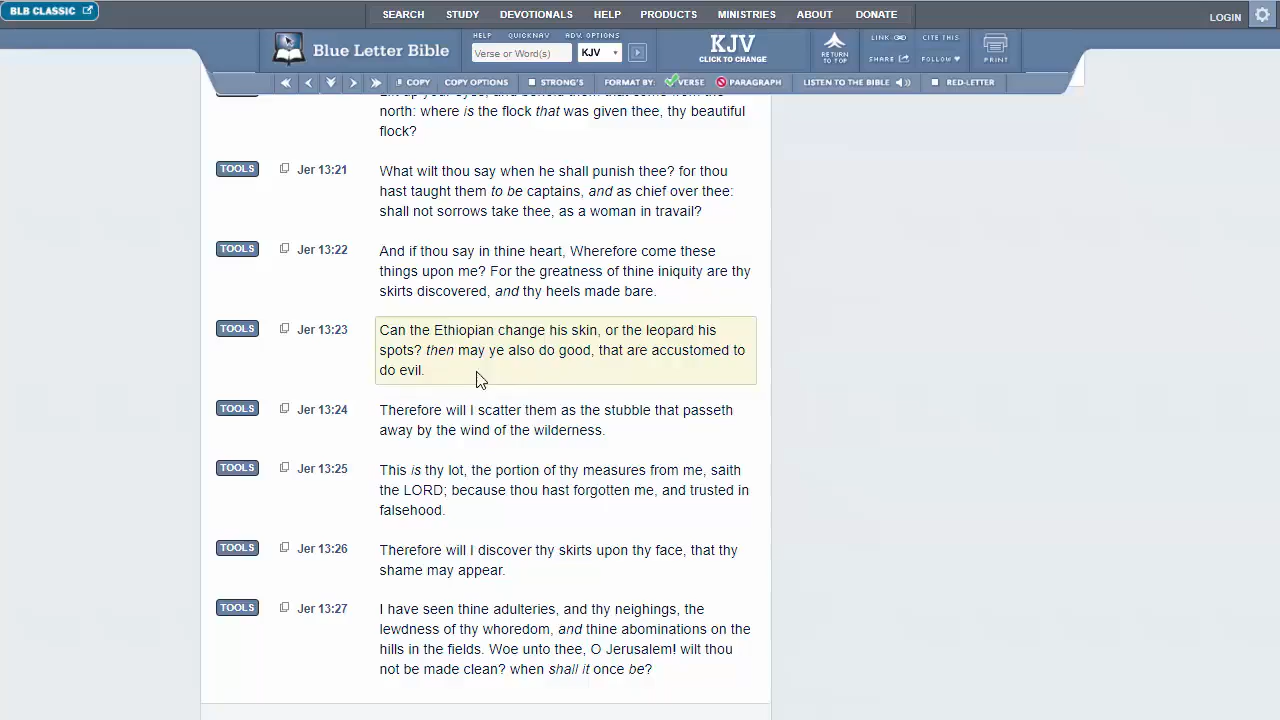 BLB CLASSIC
SEARCH STUDY DEVOTIONALS HELP PRODUCTS MINISTRIES ABOUT DONATE
LOGIN
Blue Letter Bible
HELP QUICKNAV ADV. OPTIONS
Verse or Word(s) KJV
KJV
CLICK TO CHANGE
RETURN
TO TOP
LINK CITE THIS
SHARE FOLLOW
PRINT
COPY COPY OPTIONS STRONG'S FORMAT BY: VERSE PARAGRAPH LISTEN TO THE BIBLE RED-LETTER
north: where is the flock that was given thee, thy beautiful
flock?
TOOLS Jer 13:21 What wilt thou say when he shall punish thee? for thou
hast taught them to be captains, and as chief over thee:
shall not sorrows take thee, as a woman in travail?
TOOLS Jer 13:22 And if thou say in thine heart, Wherefore come these
things upon me? For the greatness of thine iniquity are thy
skirts discovered, and thy heels made bare.
TOOLS Jer 13:23 Can the Ethiopian change his skin, or the leopard his
spots? then may ye also do good, that are accustomed to
do evil.
TOOLS Jer 13:24 Therefore will I scatter them as the stubble that passeth
away by the wind of the wilderness.
TOOLS Jer 13:25 This is thy lot, the portion of thy measures from me, saith
the LORD; because thou hast forgotten me, and trusted in
falsehood.
TOOLS Jer 13:26 Therefore will I discover thy skirts upon thy face, that thy
shame may appear.
TOOLS Jer 13:27 I have seen thine adulteries, and thy neighings, the
lewdness of thy whoredom, and thine abominations on the
hills in the fields. Woe unto thee, O Jerusalem! wilt thou
not be made clean? when shall it once be?